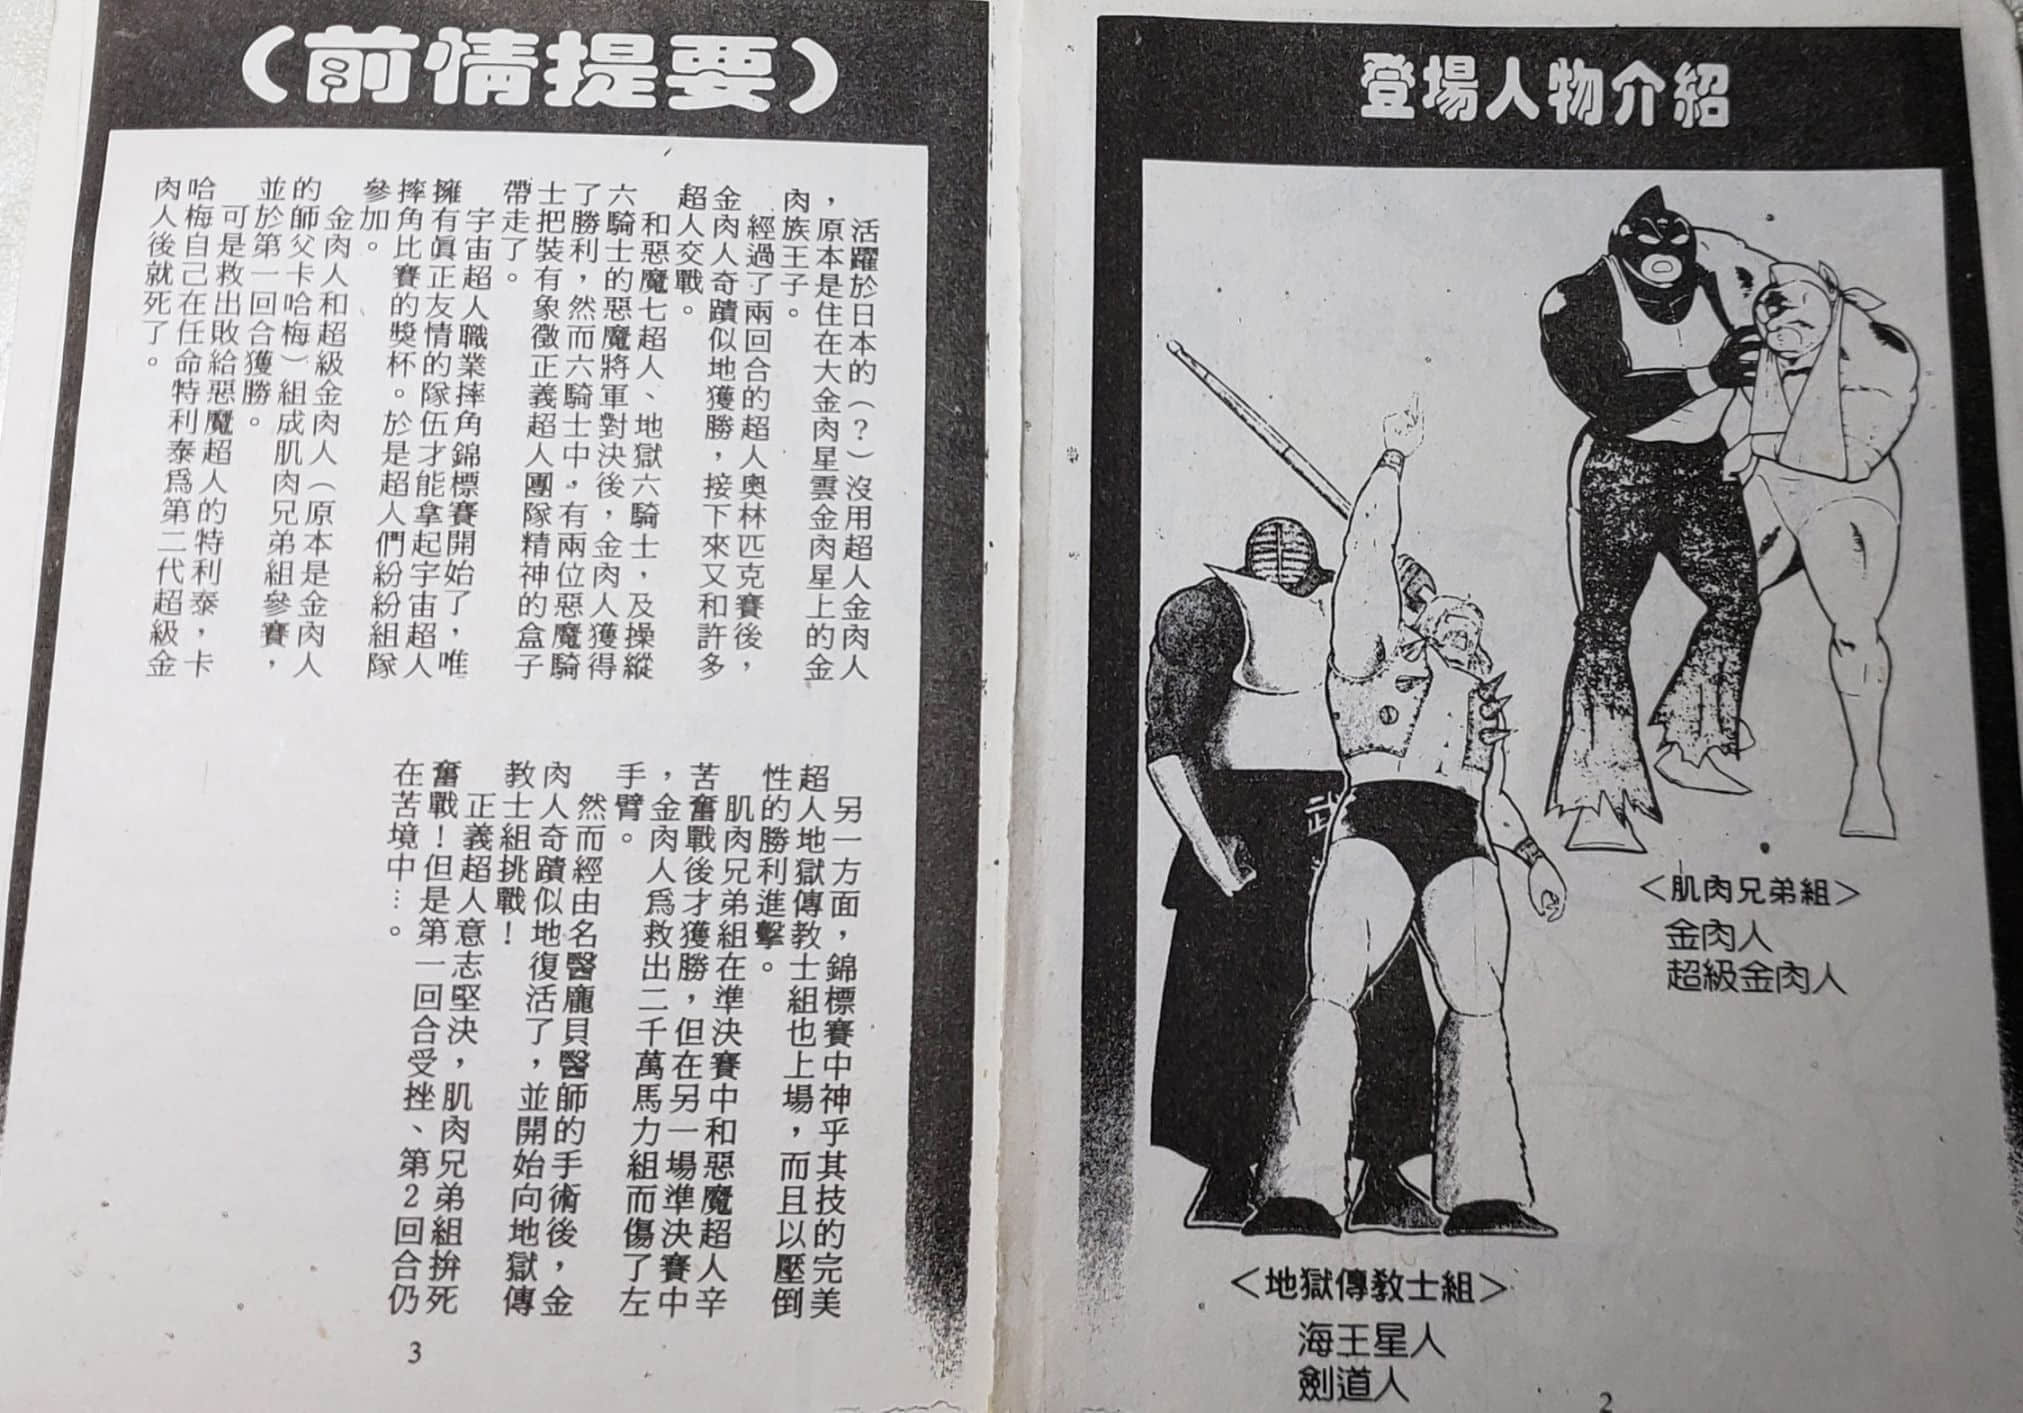 登場人物介紹
<肌肉兄弟組>
金肉人
超級金肉人
武
<地獄傳教士組>
海王星人
劍道人
2
(前情提要)
活躍於日本的(?)沒用超人金肉人
,原本是住在大金肉星雲金肉星上的金
肉族王子。
經過了兩回合的超人奧林匹克賽後,
金肉人奇蹟似地獲勝,接下來又和許多
超人交戰。
和惡魔七超人、地獄六騎士,及操縱
六騎士的惡魔將軍對決後,金肉人獲得
了勝利,然而六騎士中,有兩位惡魔騎
士把裝有象徵正義超人團隊精神的盒子
帶走了。
宇宙超人職業摔角錦標賽開始了,唯
擁有眞正友情的隊伍才能拿起宇宙超人
摔角比賽的獎杯。於是超人們紛紛組隊
參加。
金肉人和超級金肉人(原本是金肉人
的師父卡哈梅)組成肌肉兄弟組參賽,
並於第一回合獲勝。
可是救出敗給惡魔超人的特利泰,卡
哈梅自己在任命特利泰爲第二代超級金
肉人後就死了。
另一方面,錦標賽中神乎其技的完美
超人地獄傳教士組也上場,而且以壓倒
性的勝利進擊。
肌肉兄弟組在準決賽中和惡魔超人辛
苦奮戰後才獲勝,但在另一場準決賽中
,金肉人爲救出二千萬馬力組而傷了左
手臂。
然而經由名醫龐貝醫師的手術後,金
肉人奇蹟似地復活了,並開始向地獄傳
教士組挑戰!
正義超人意志堅決,肌肉兄弟組拚死
奮戰!但是第一回合受挫、第2回合仍
在苦境中…。
3